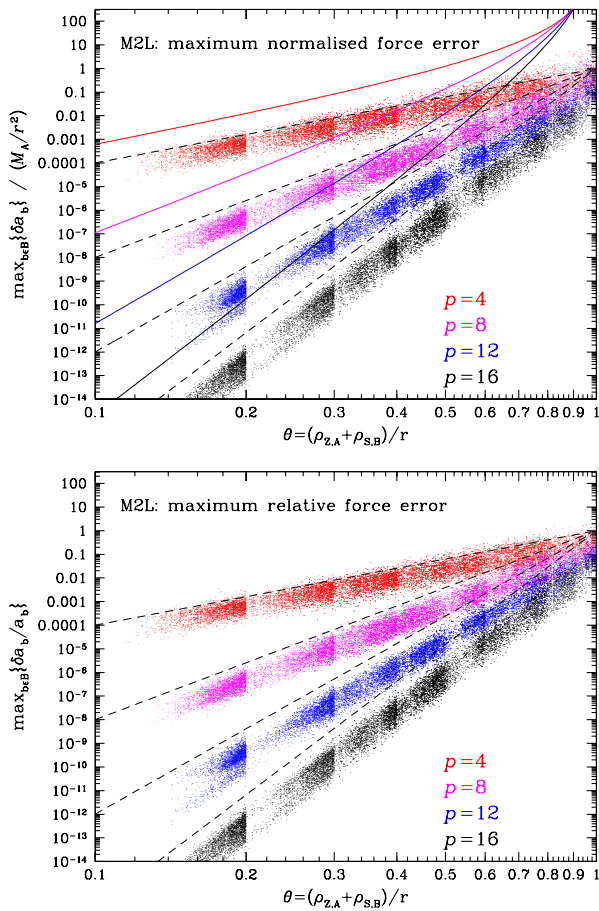 M2L: maximum normalised force error
max_{bϵB}{δa_b} / (M_A/r²)
100
10
1
0.1
0.01
0.001
0.0001
10⁻⁵
10⁻⁶
10⁻⁷
10⁻⁸
10⁻⁹
10⁻¹⁰
10⁻¹¹
10⁻¹²
10⁻¹³
10⁻¹⁴
p=4
p=8
p=12
p=16
0.1 0.2 0.3 0.4 0.5 0.6 0.7 0.8 0.9 1
θ=(ρ_{Z,A}+ρ_{S,B})/r
M2L: maximum relative force error
max_{bϵB}{δa_b/a_b}
100
10
1
0.1
0.01
0.001
0.0001
10⁻⁵
10⁻⁶
10⁻⁷
10⁻⁸
10⁻⁹
10⁻¹⁰
10⁻¹¹
10⁻¹²
10⁻¹³
10⁻¹⁴
p=4
p=8
p=12
p=16
0.1 0.2 0.3 0.4 0.5 0.6 0.7 0.8 0.9 1
θ=(ρ_{Z,A}+ρ_{S,B})/r